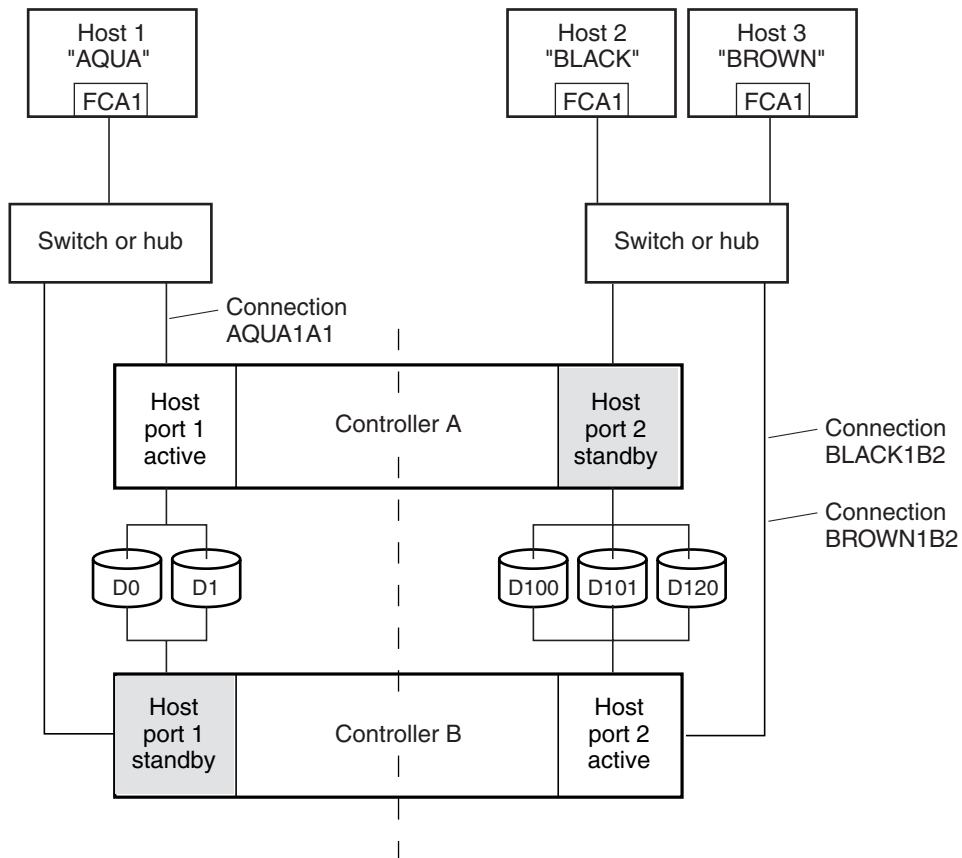 Host 1
"AQUA"
FCA1
Host 2
"BLACK"
FCA1
Host 3
"BROWN"
FCA1
Switch or hub
Switch or hub
Connection
AQUA1A1
Host
port 1
active
Controller A
Host
port 2
standby
Connection
BLACK1B2
Connection
BROWN1B2
D0
D1
D100
D101
D120
Host
port 1
standby
Controller B
Host
port 2
active